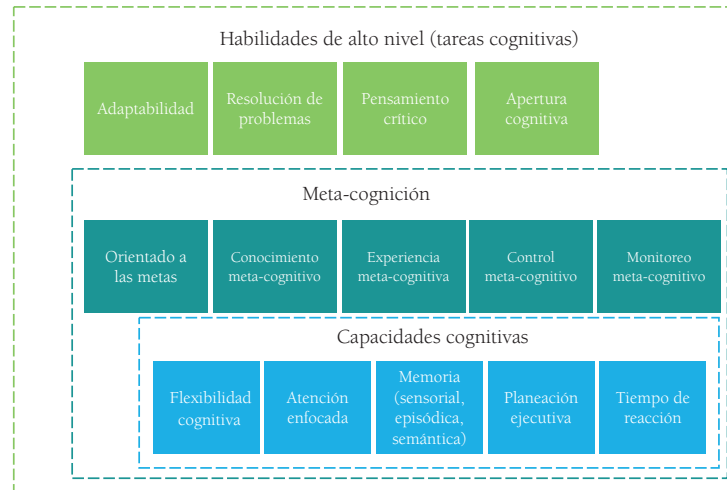 Habilidades de alto nivel (tareas cognitivas)
Adaptabilidad
Resolución de
problemas
Pensamiento
crítico
Apertura
cognitiva
Meta-cognición
Orientado a
las metas
Conocimiento
meta-cognitivo
Experiencia
meta-cognitiva
Control
meta-cognitivo
Monitoreo
meta-cognitivo
Capacidades cognitivas
Flexibilidad
cognitiva
Atención
enfocada
Memoria
(sensorial,
episódica,
semántica)
Planeación
ejecutiva
Tiempo de
reacción